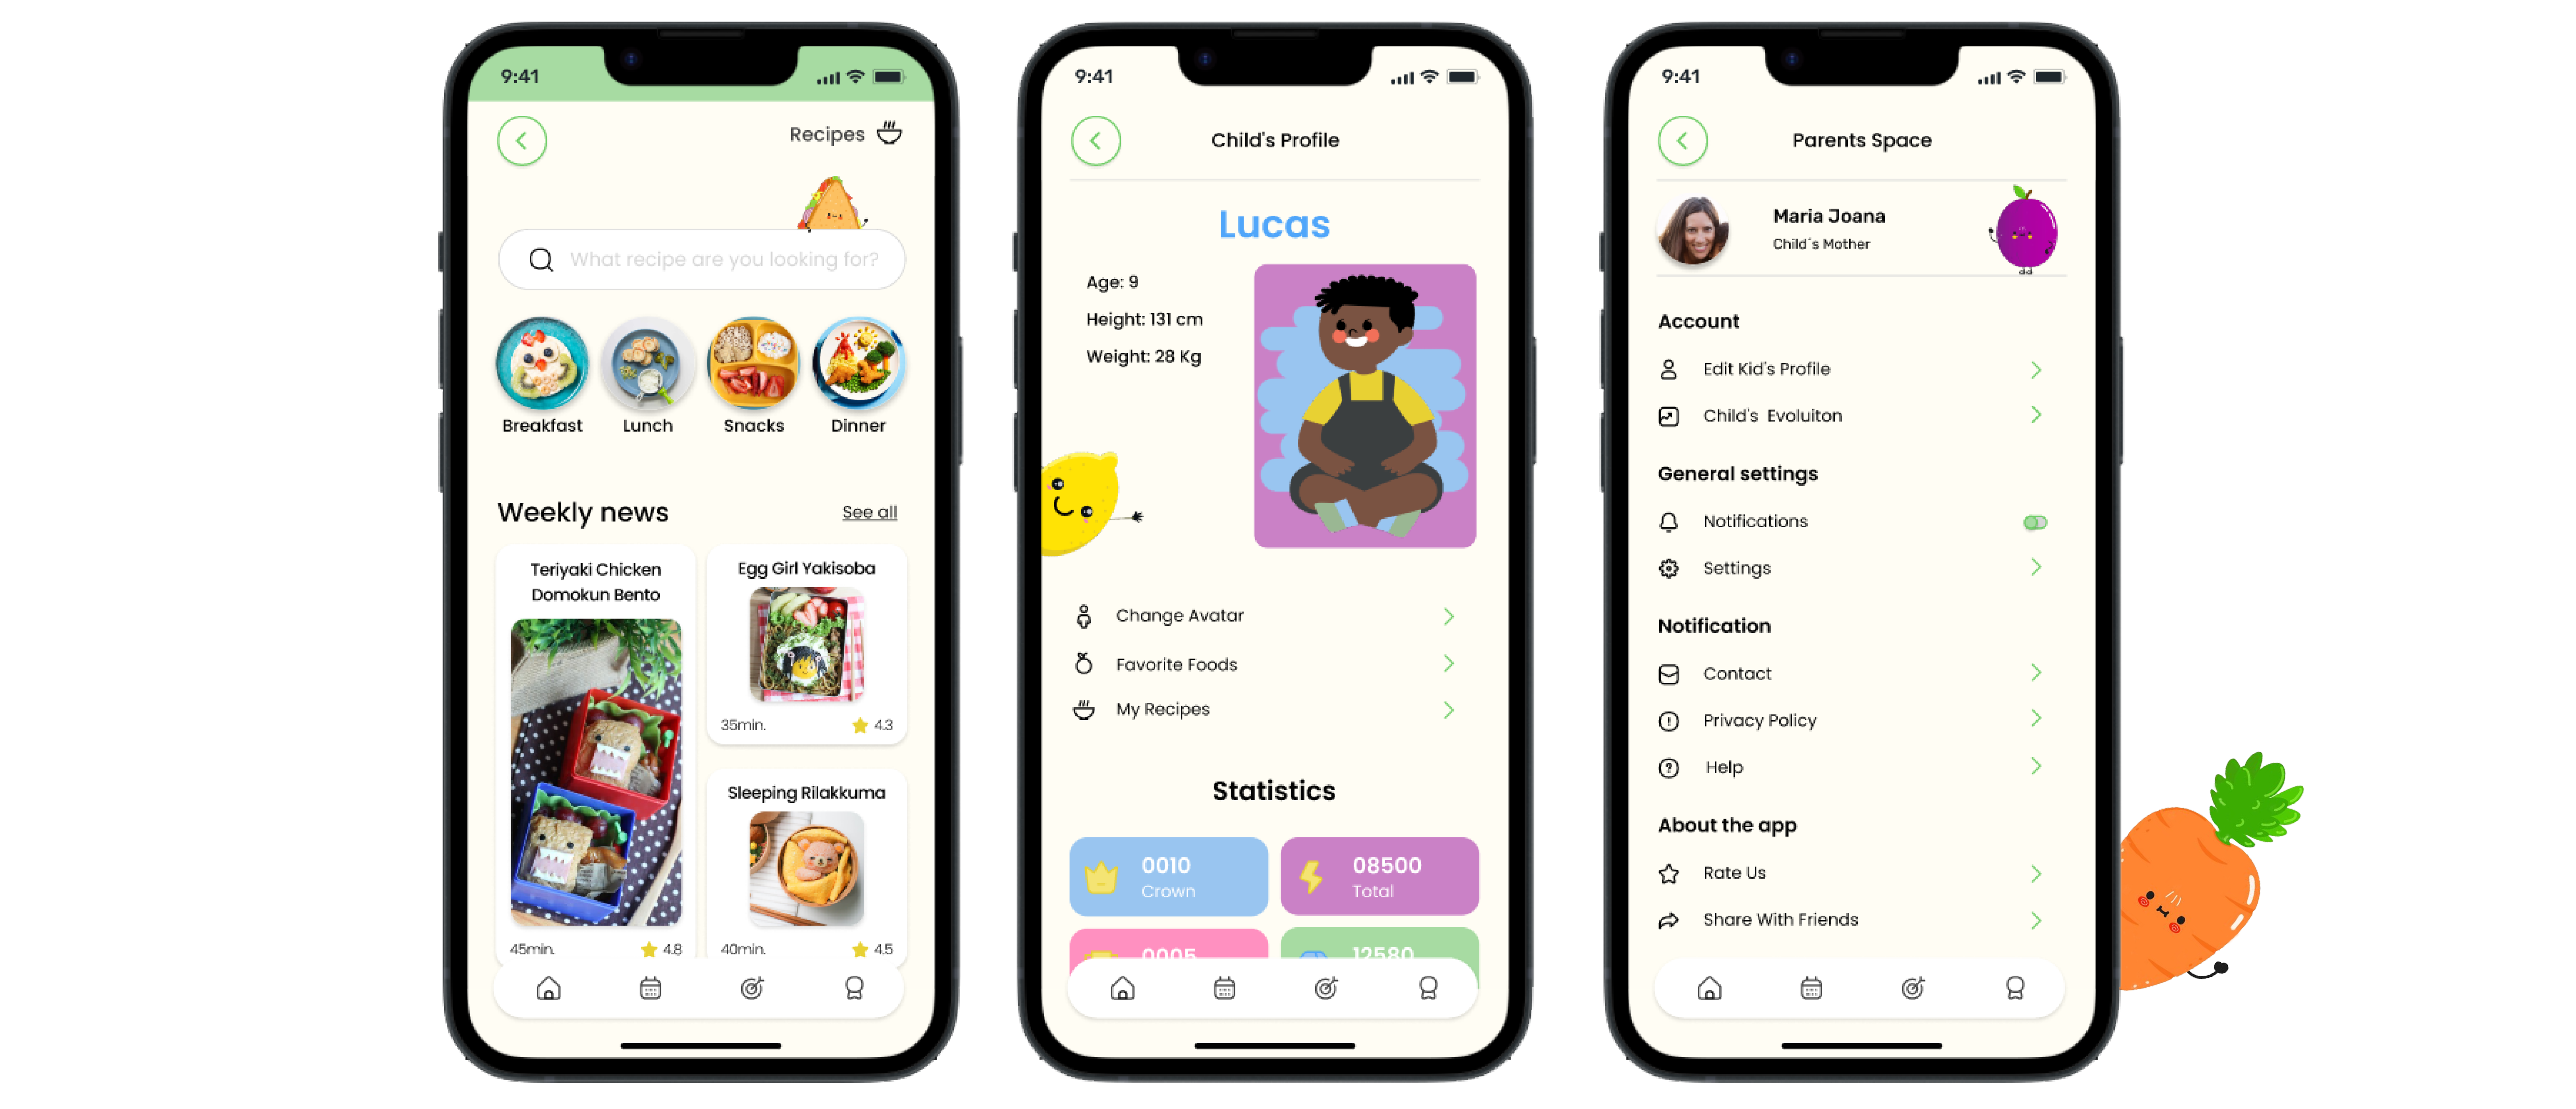 9:41
Recipes
What recipe are you looking for?
Breakfast
Lunch
Snacks
Dinner
Weekly news
See all
Teriyaki Chicken
Domokun Bento
45min.
4.8
Egg Girl Yakisoba
35min.
4.3
Sleeping Rilakkuma
40min.
4.5
9:41
Child's Profile
Lucas
Age: 9
Height: 131 cm
Weight: 28 Kg
Change Avatar
Favorite Foods
My Recipes
Statistics
0010
Crown
08500
Total
0005
12580
9:41
Parents Space
Maria Joana
Child´s Mother
Account
Edit Kid's Profile
Child's Evoluiton
General settings
Notifications
Settings
Notification
Contact
Privacy Policy
Help
About the app
Rate Us
Share With Friends